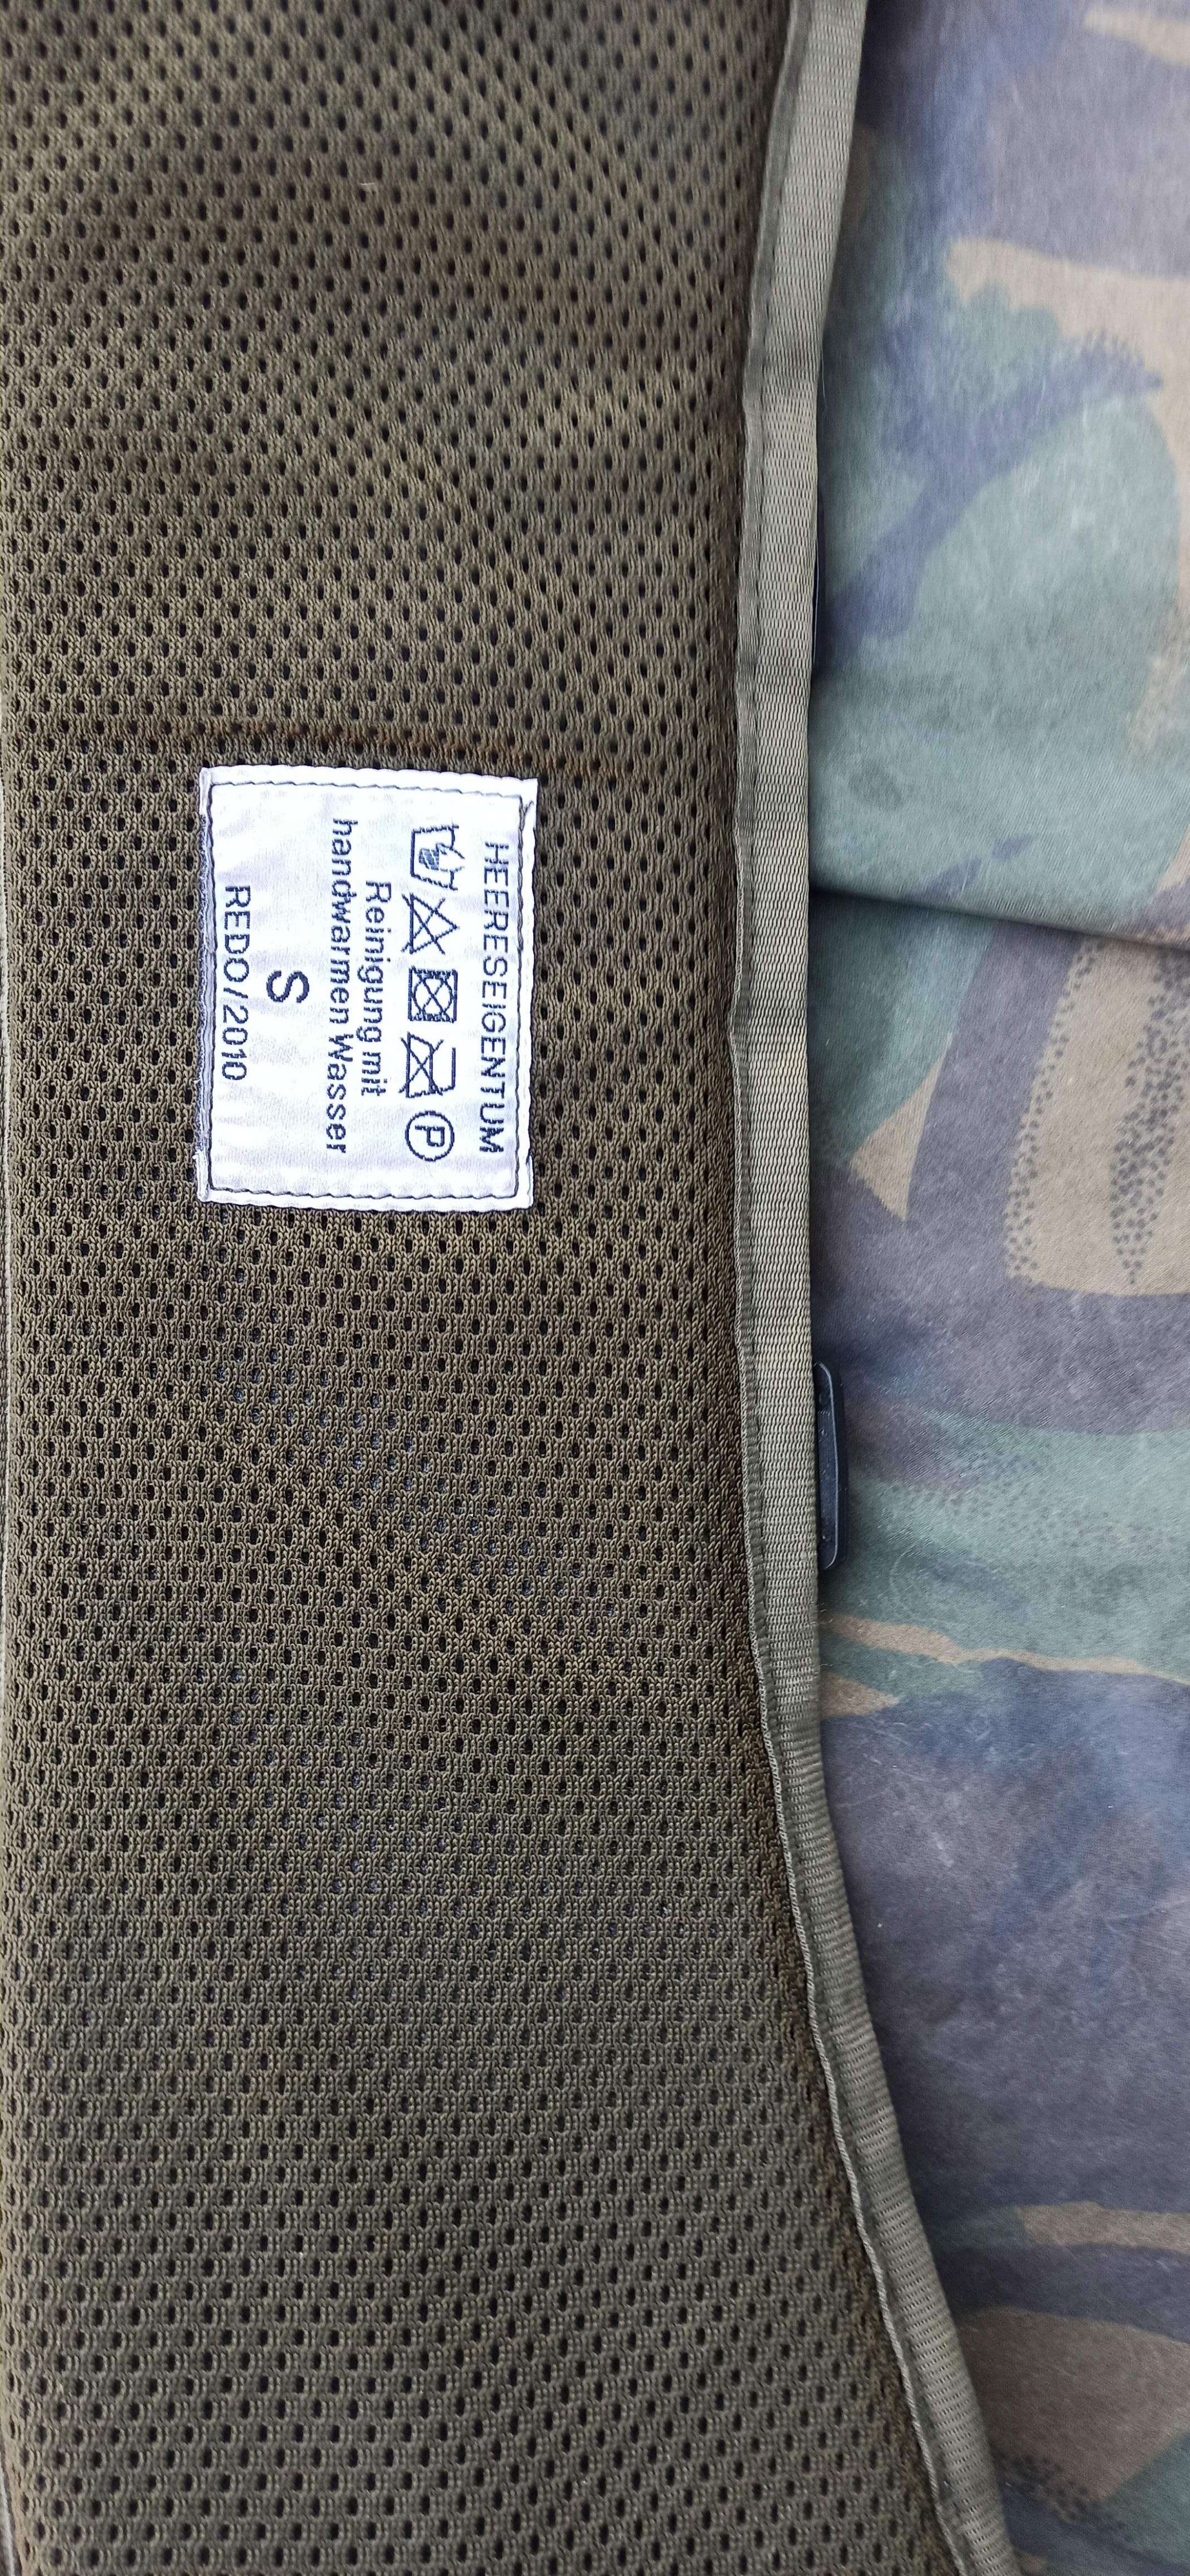 HEERESEIGENTUM
P
Reinigung mit
handwarmen Wasser
S
REDO/2010